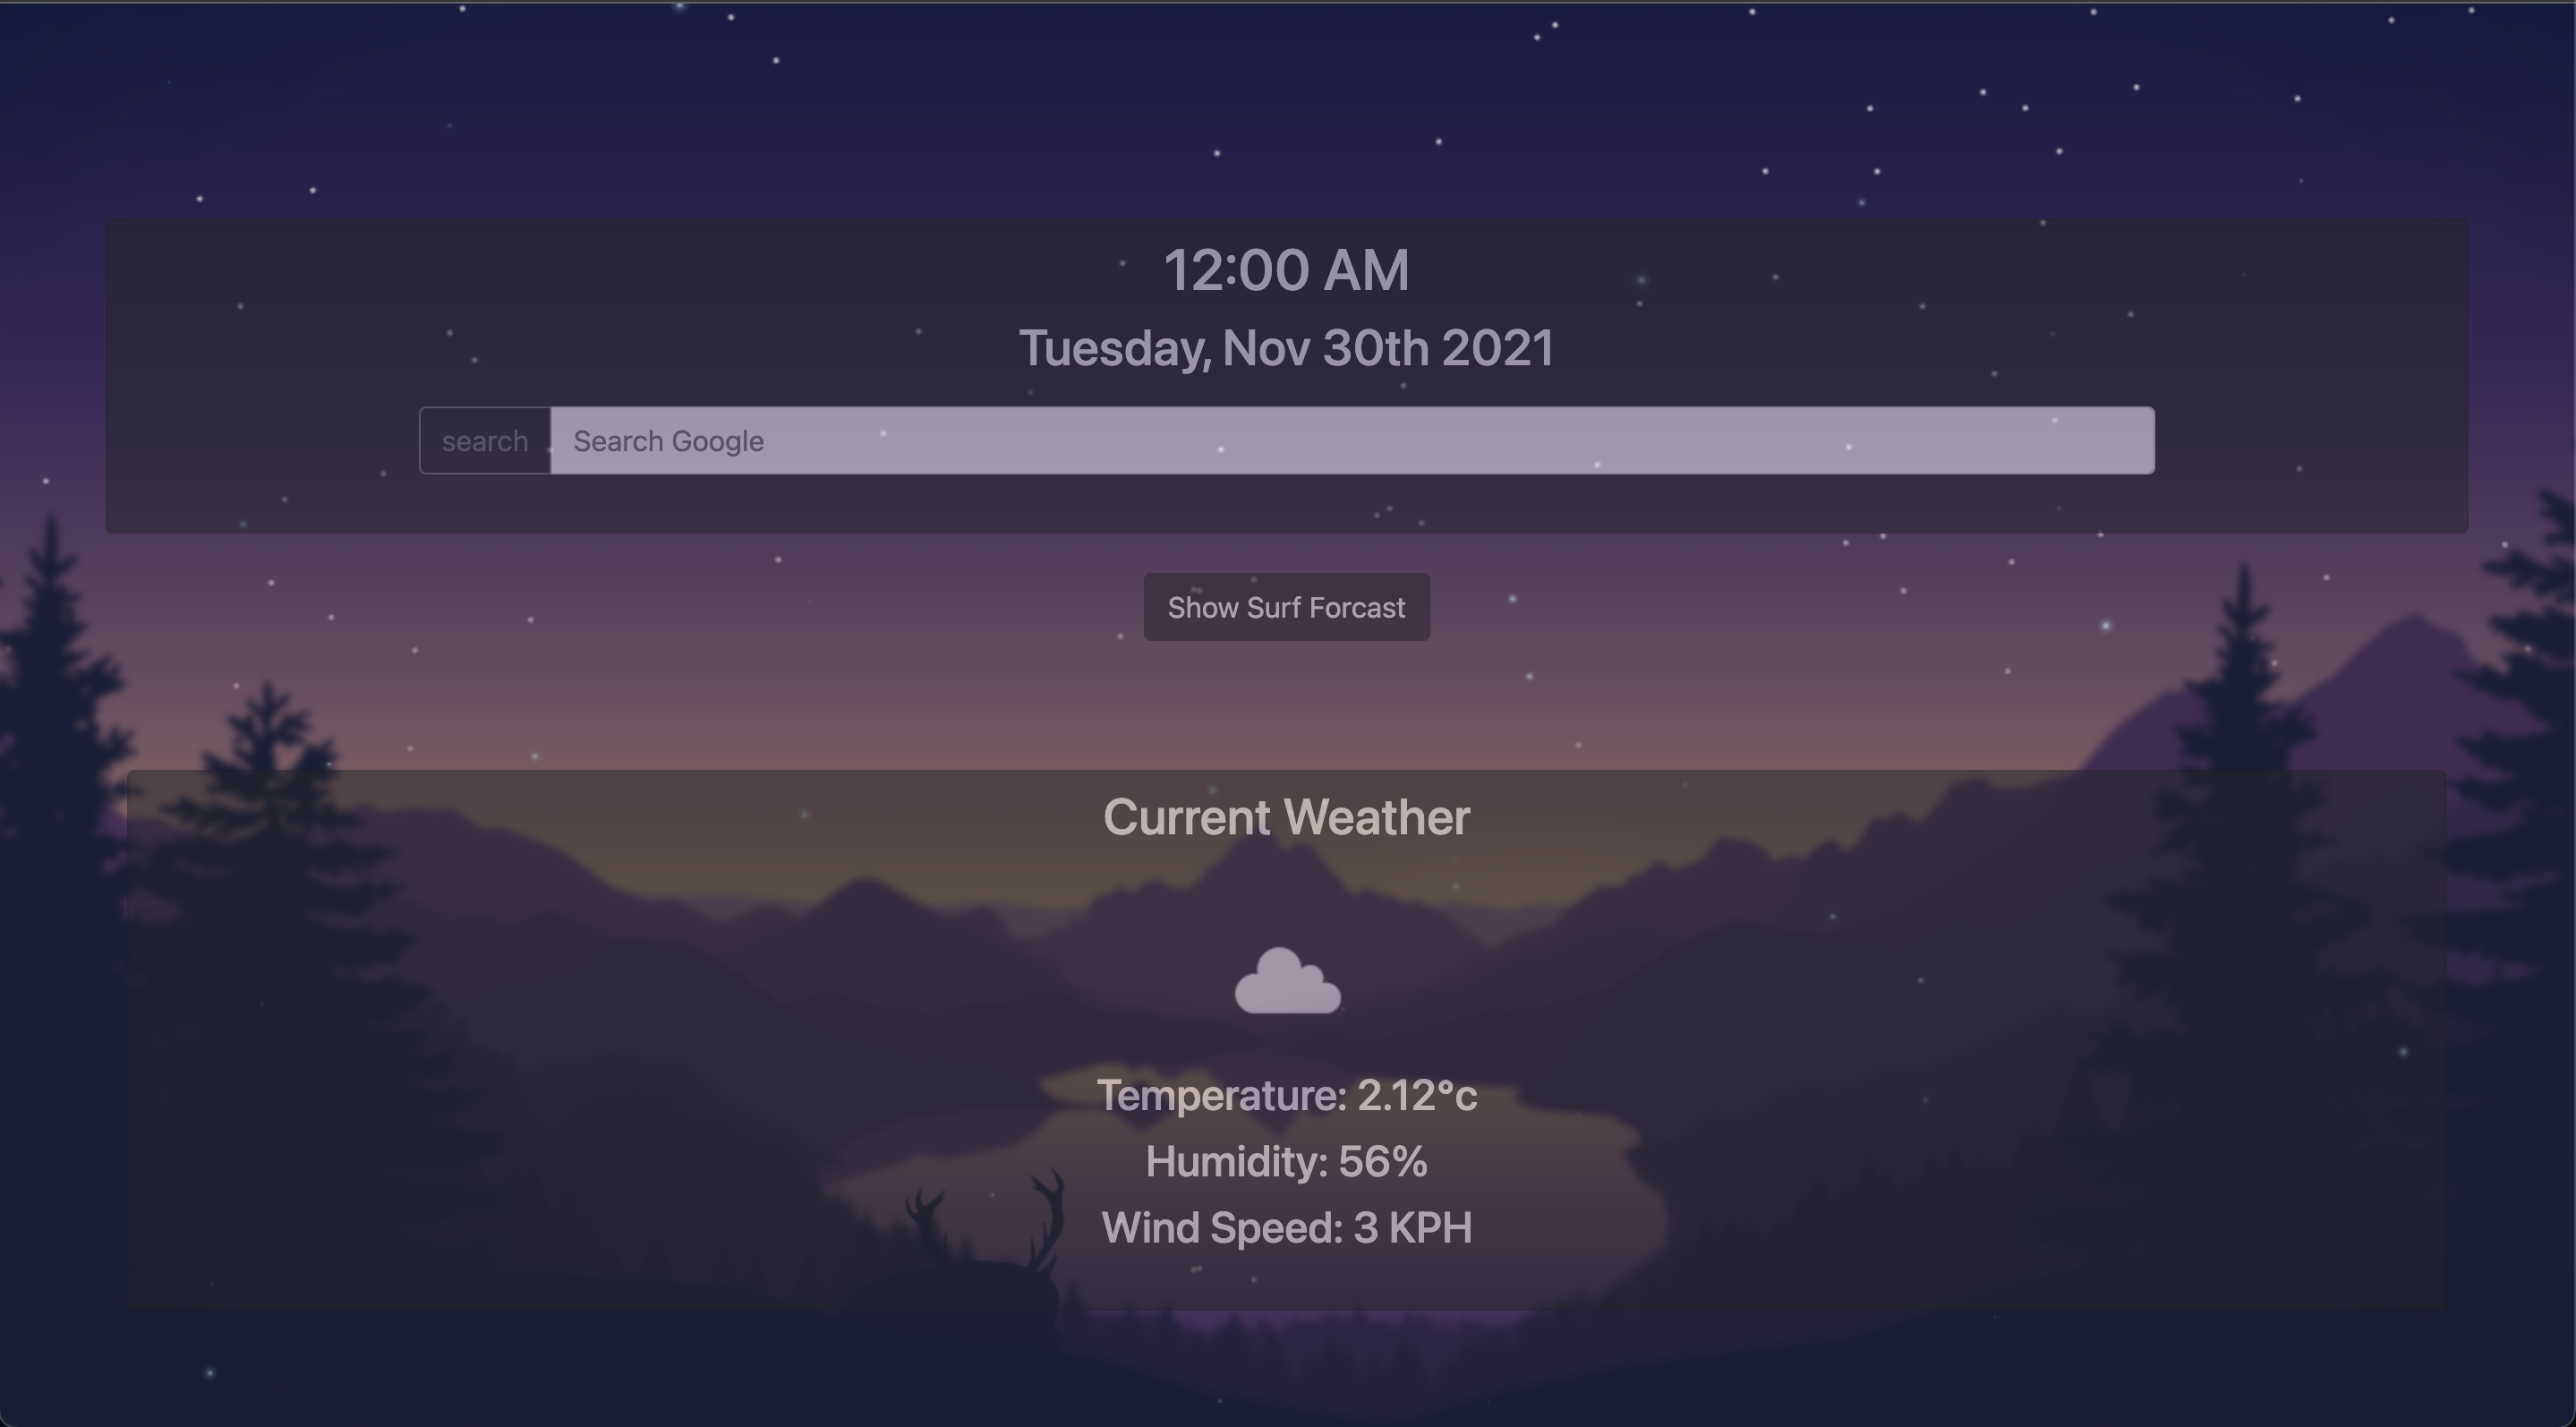 12:00 AM
Tuesday, Nov 30th 2021
search Search Google
Show Surf Forcast
Current Weather
Temperature: 2.12°c
Humidity: 56%
Wind Speed: 3 KPH